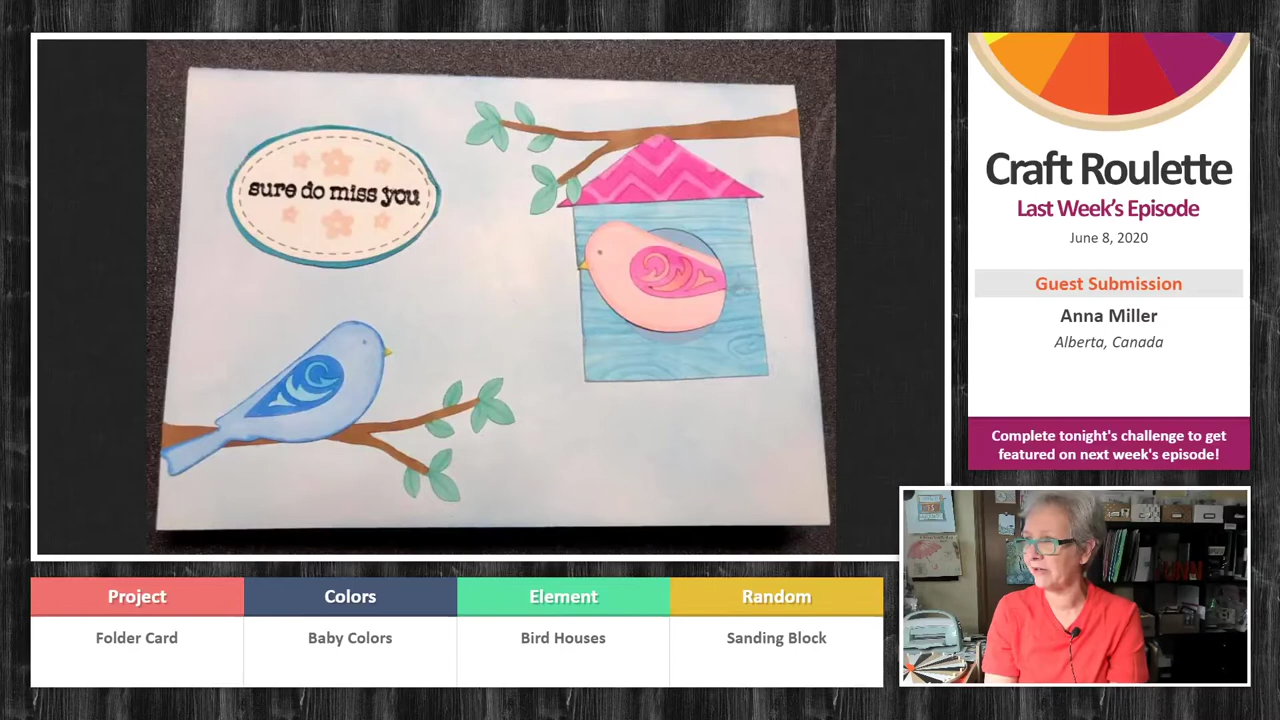 sure do miss you
Craft Roulette
Last Week's Episode
June 8, 2020
Guest Submission
Anna Miller
Alberta, Canada
Complete tonight's challenge to get
featured on next week's episode!
Project
Colors
Element
Random
Folder Card
Baby Colors
Bird Houses
Sanding Block